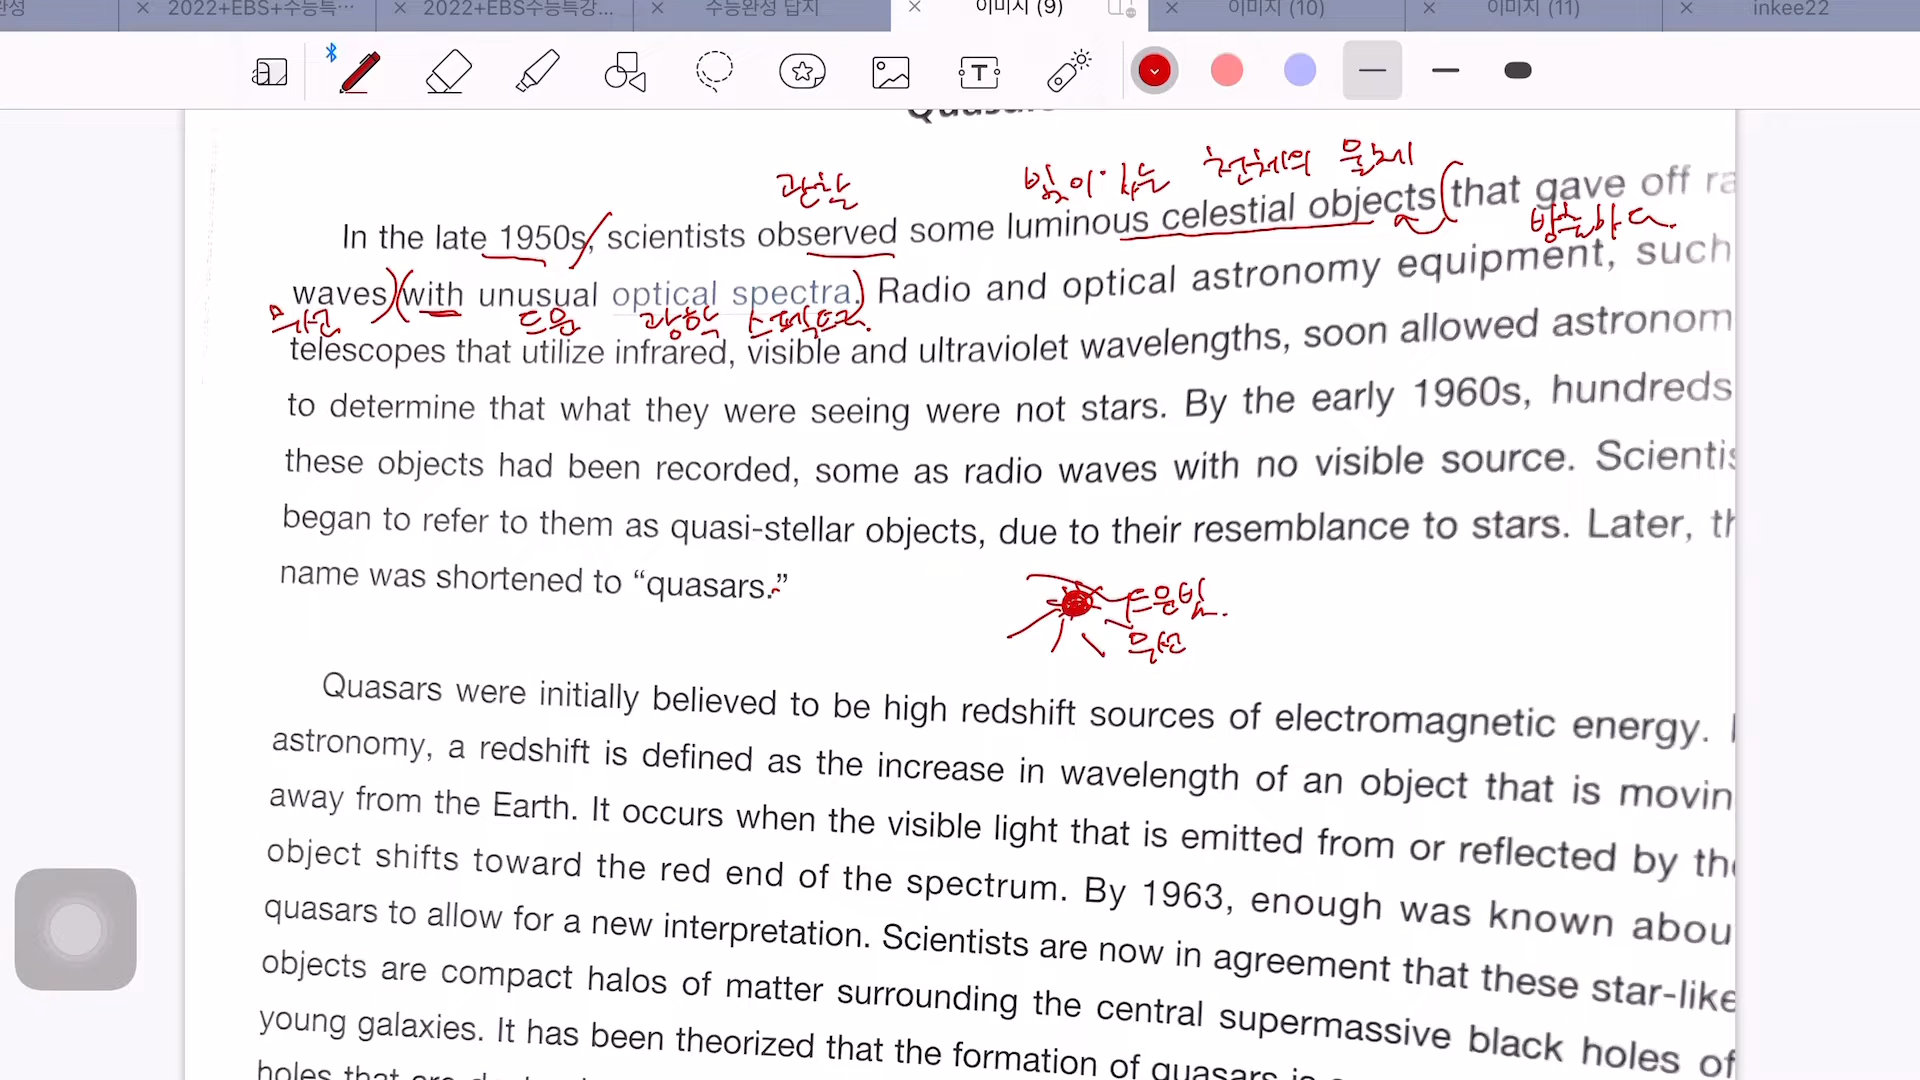 완성 × 2022+EBS+수능특… × 2022+EBS수능특강… × 수능완성 답지 × 이미지 (9) × 이미지 (10) × 이미지 (11) × inkee22
T
관찰 빛이 있는 천체의 물체
In the late 1950s, scientists observed some luminous celestial objects (that gave off ra
방출하다.
waves) (with unusual optical spectra.) Radio and optical astronomy equipment, such
무선 드문 광학 스펙트라.
telescopes that utilize infrared, visible and ultraviolet wavelengths, soon allowed astronom
to determine that what they were seeing were not stars. By the early 1960s, hundreds
these objects had been recorded, some as radio waves with no visible source. Scientis
began to refer to them as quasi-stellar objects, due to their resemblance to stars. Later, th
name was shortened to “quasars.”
드문빛.
무선
Quasars were initially believed to be high redshift sources of electromagnetic energy.
astronomy, a redshift is defined as the increase in wavelength of an object that is movin
away from the Earth. It occurs when the visible light that is emitted from or reflected by the
object shifts toward the red end of the spectrum. By 1963, enough was known abou
quasars to allow for a new interpretation. Scientists are now in agreement that these star-like
objects are compact halos of matter surrounding the central supermassive black holes of
young galaxies. It has been theorized that the formation of quasars is
holes that are